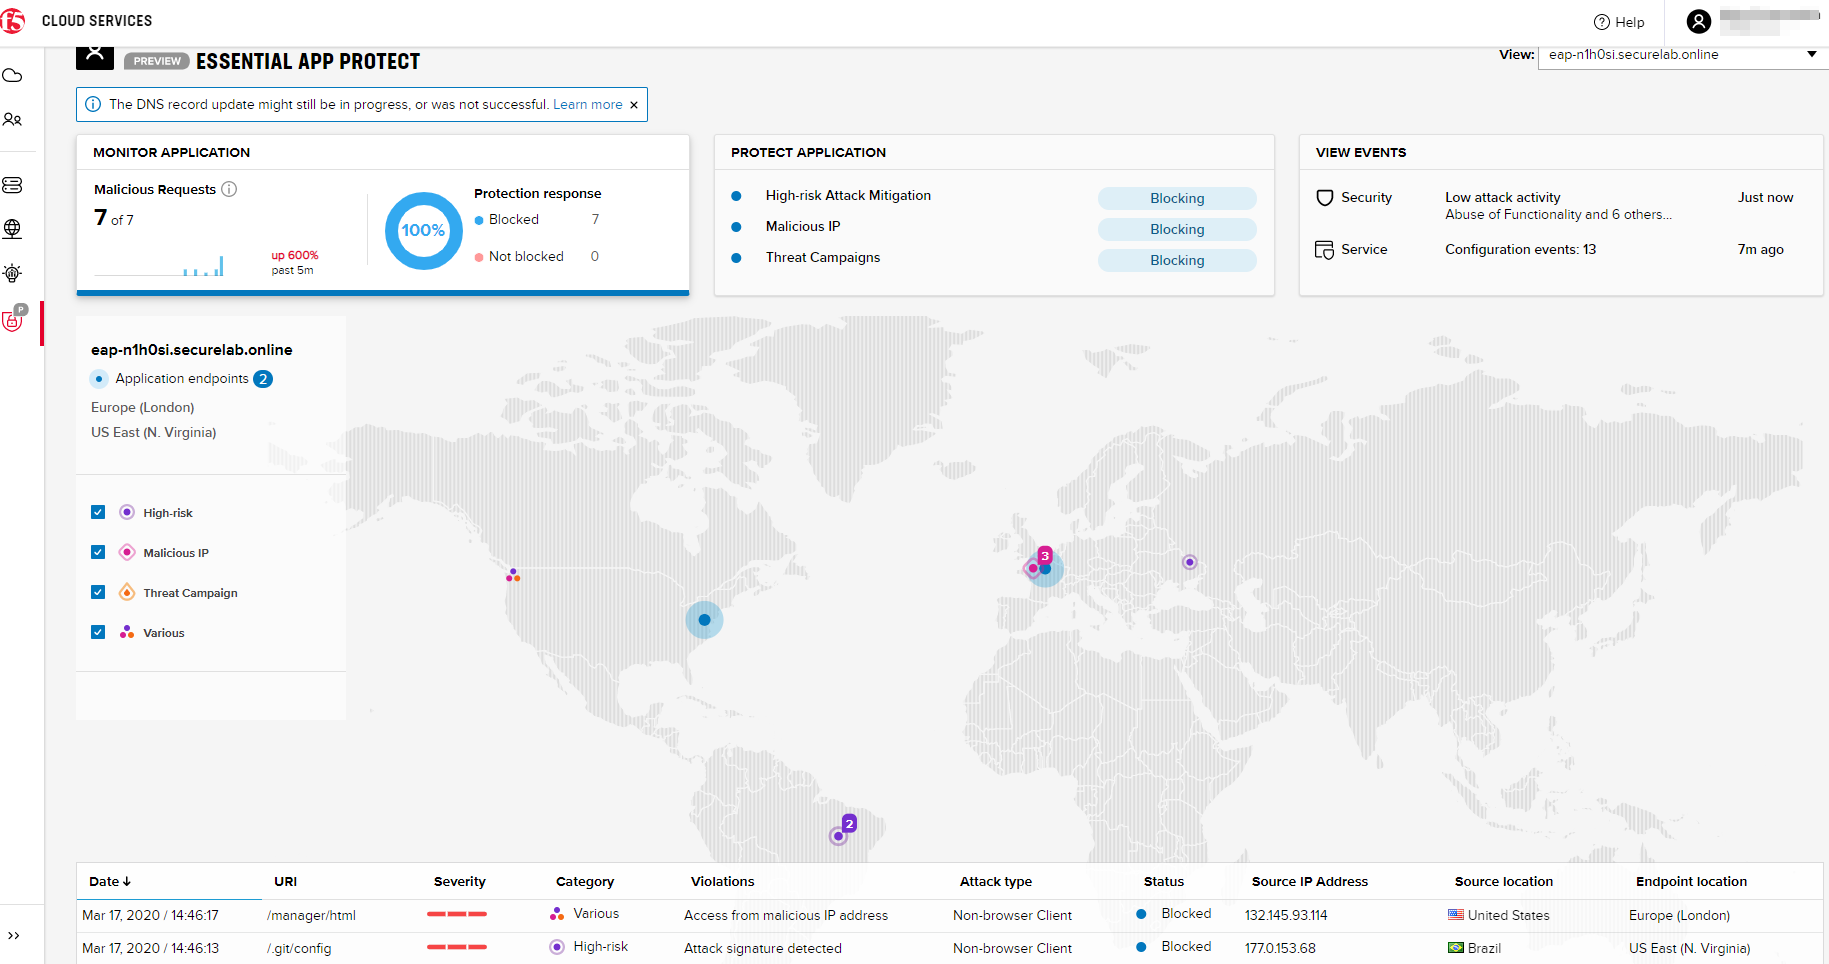 f5 CLOUD SERVICES
Help
PREVIEW ESSENTIAL APP PROTECT
View: eap-n1h0si.securelab.online
The DNS record update might still be in progress, or was not successful. Learn more ×
MONITOR APPLICATION
Malicious Requests
7 of 7
up 600%
past 5m
100%
Protection response
Blocked 7
Not blocked 0
PROTECT APPLICATION
High-risk Attack Mitigation Blocking
Malicious IP Blocking
Threat Campaigns Blocking
VIEW EVENTS
Security Low attack activity Just now
Abuse of Functionality and 6 others...
Service Configuration events: 13 7m ago
P
eap-n1h0si.securelab.online
Application endpoints 2
Europe (London)
US East (N. Virginia)
High-risk
Malicious IP
Threat Campaign
Various
3
2
Date URI Severity Category Violations Attack type Status Source IP Address Source location Endpoint location
Mar 17, 2020 / 14:46:17 /manager/html Various Access from malicious IP address Non-browser Client Blocked 132.145.93.114 United States Europe (London)
Mar 17, 2020 / 14:46:13 /.git/config High-risk Attack signature detected Non-browser Client Blocked 177.0.153.68 Brazil US East (N. Virginia)